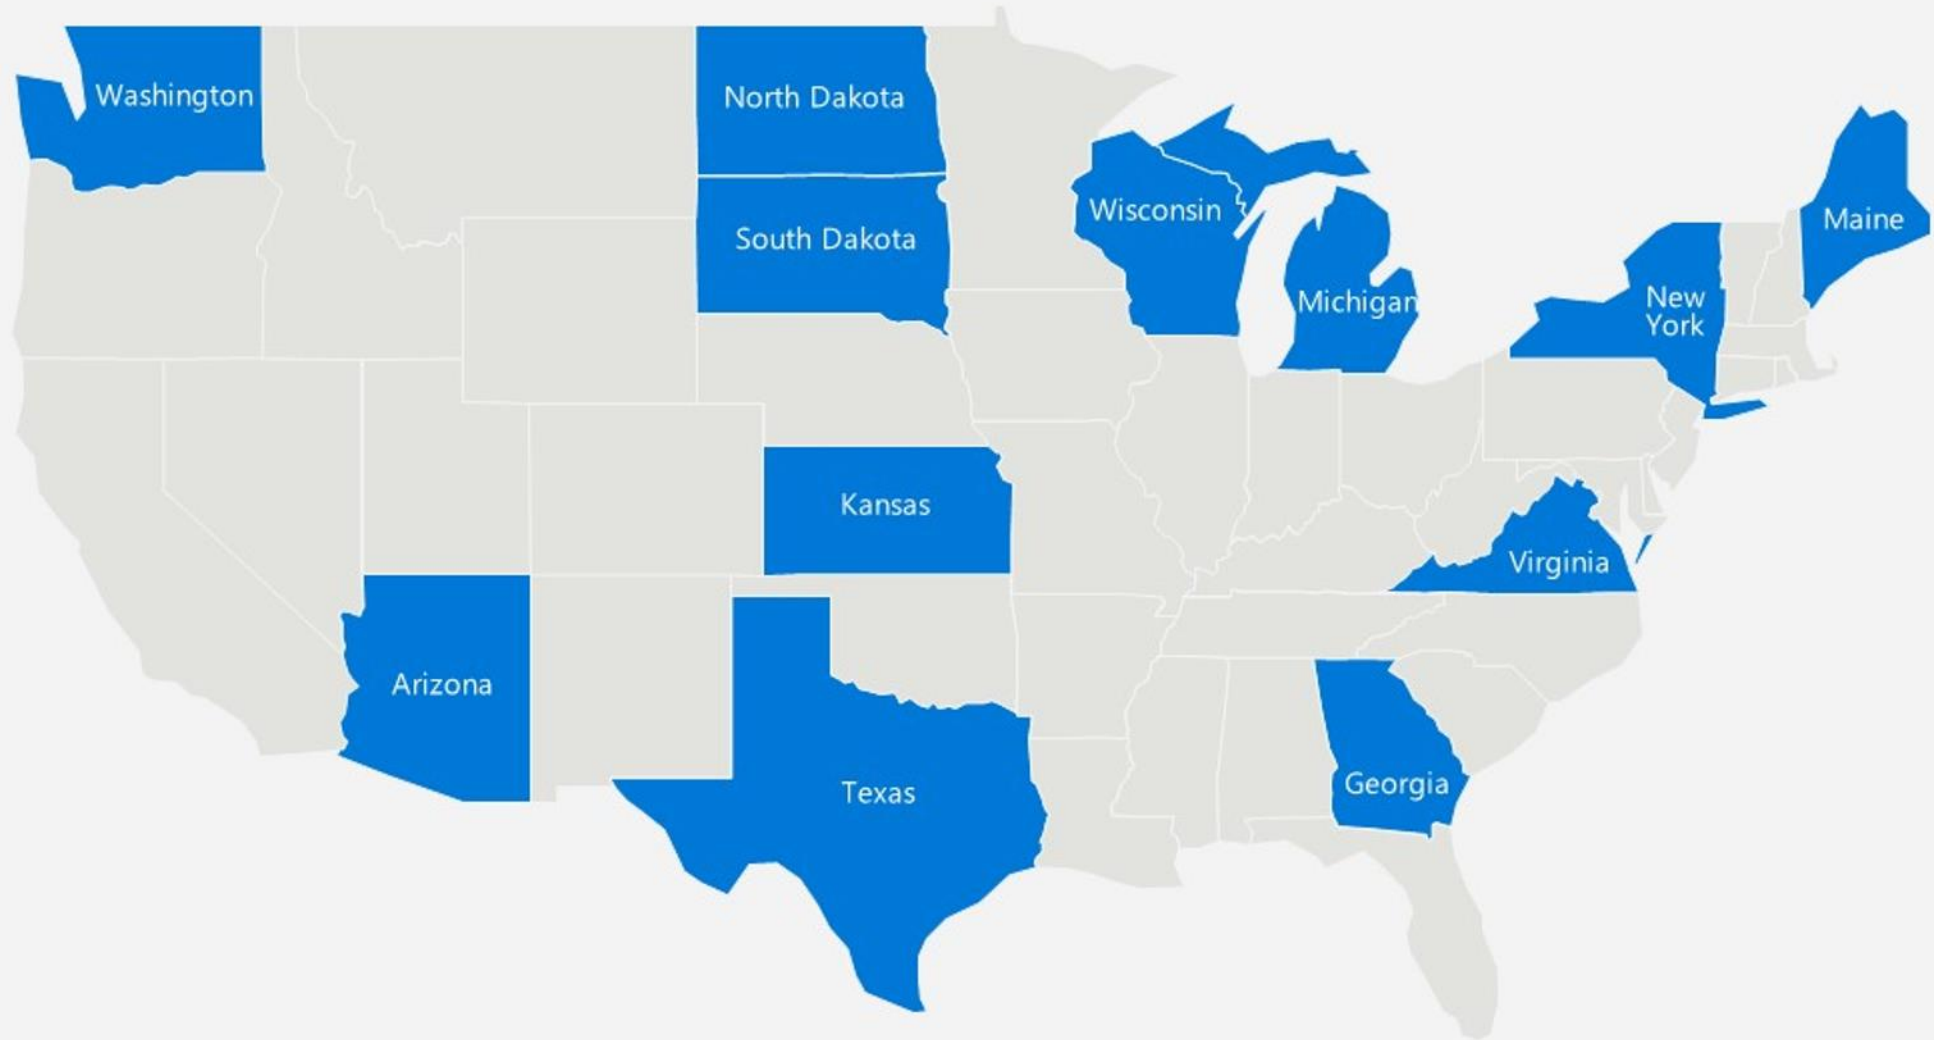 Washington
North Dakota
South Dakota
Wisconsin
Michigan
Maine
New
York
Kansas
Virginia
Arizona
Texas
Georgia